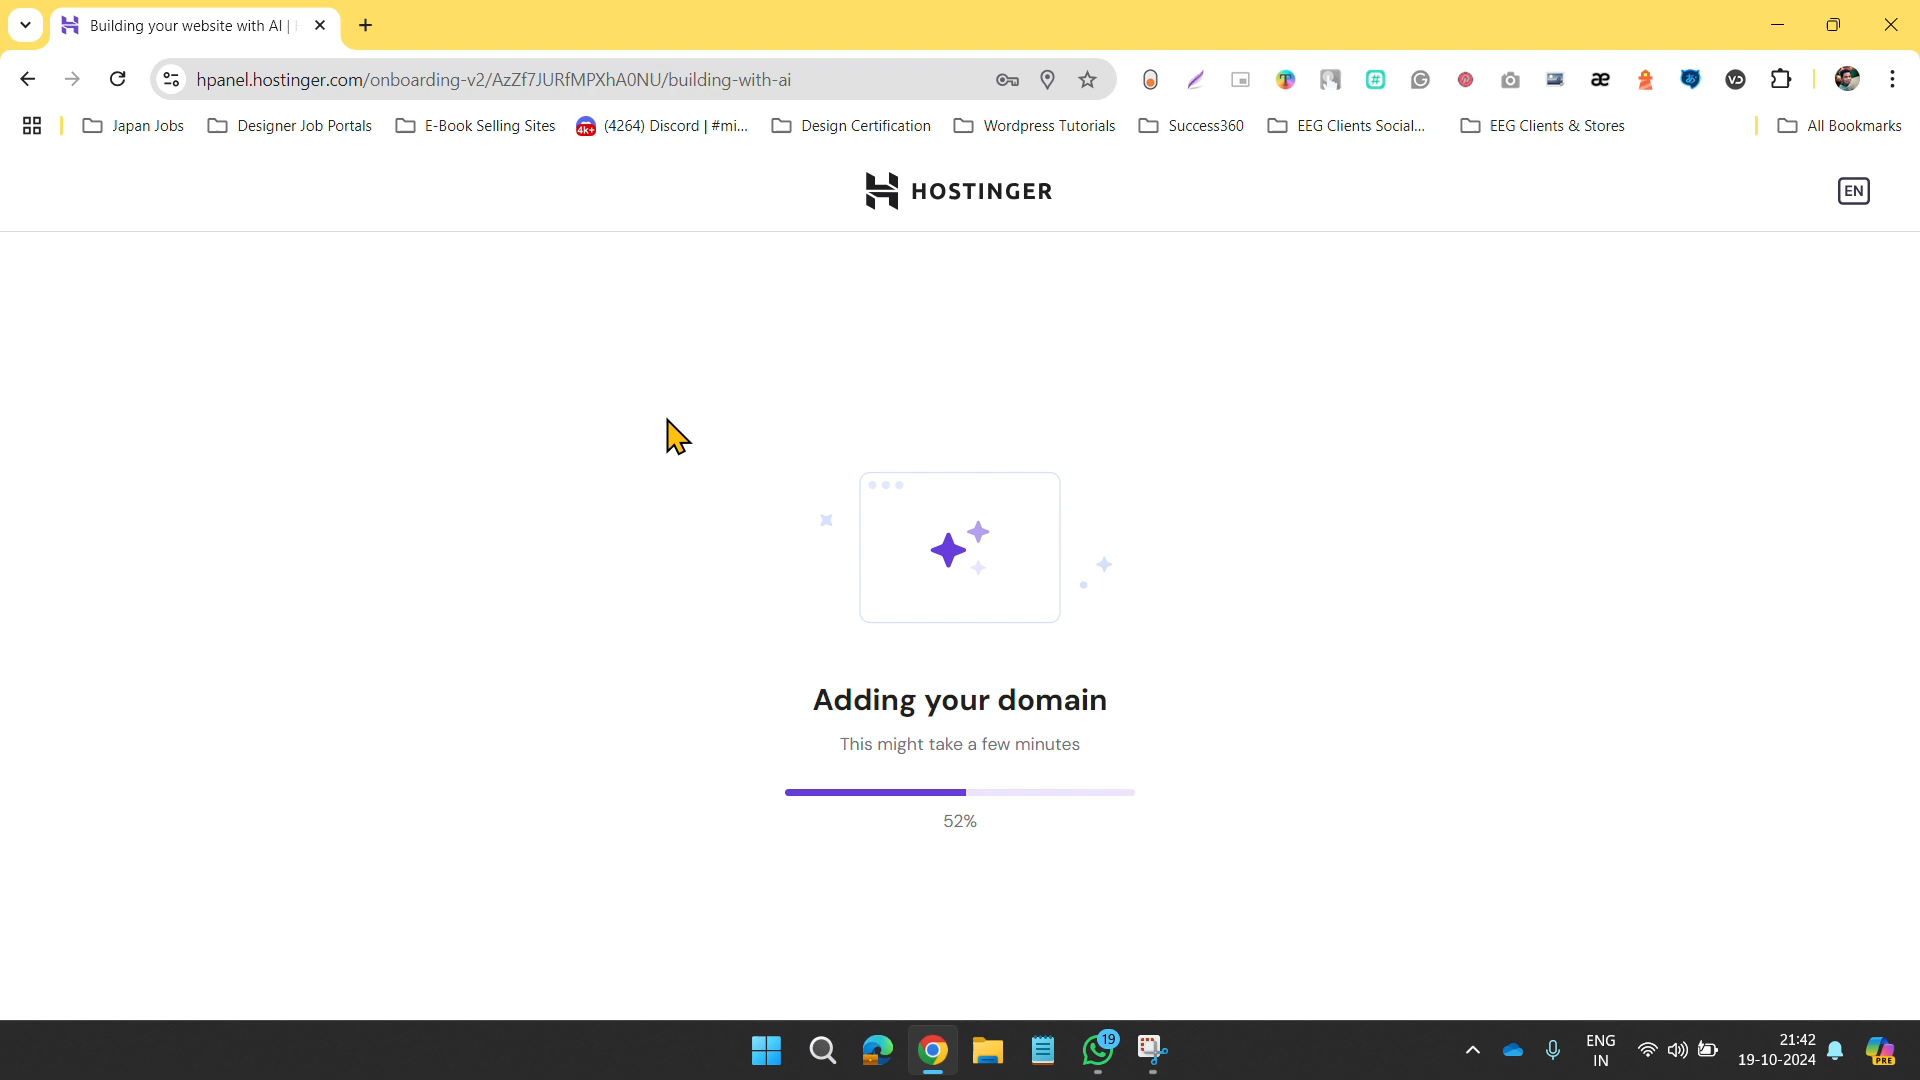 Building your website with AI |
hpanel.hostinger.com/onboarding-v2/AzZf7JURfMPXhA0NU/building-with-ai
Japan Jobs
Designer Job Portals
E-Book Selling Sites
4k+
(4264) Discord | #mi...
Design Certification
Wordpress Tutorials
Success360
EEG Clients Social...
EEG Clients & Stores
All Bookmarks
HOSTINGER
EN
Adding your domain
This might take a few minutes
52%
19
ENG
IN
21:42
19-10-2024
PRE